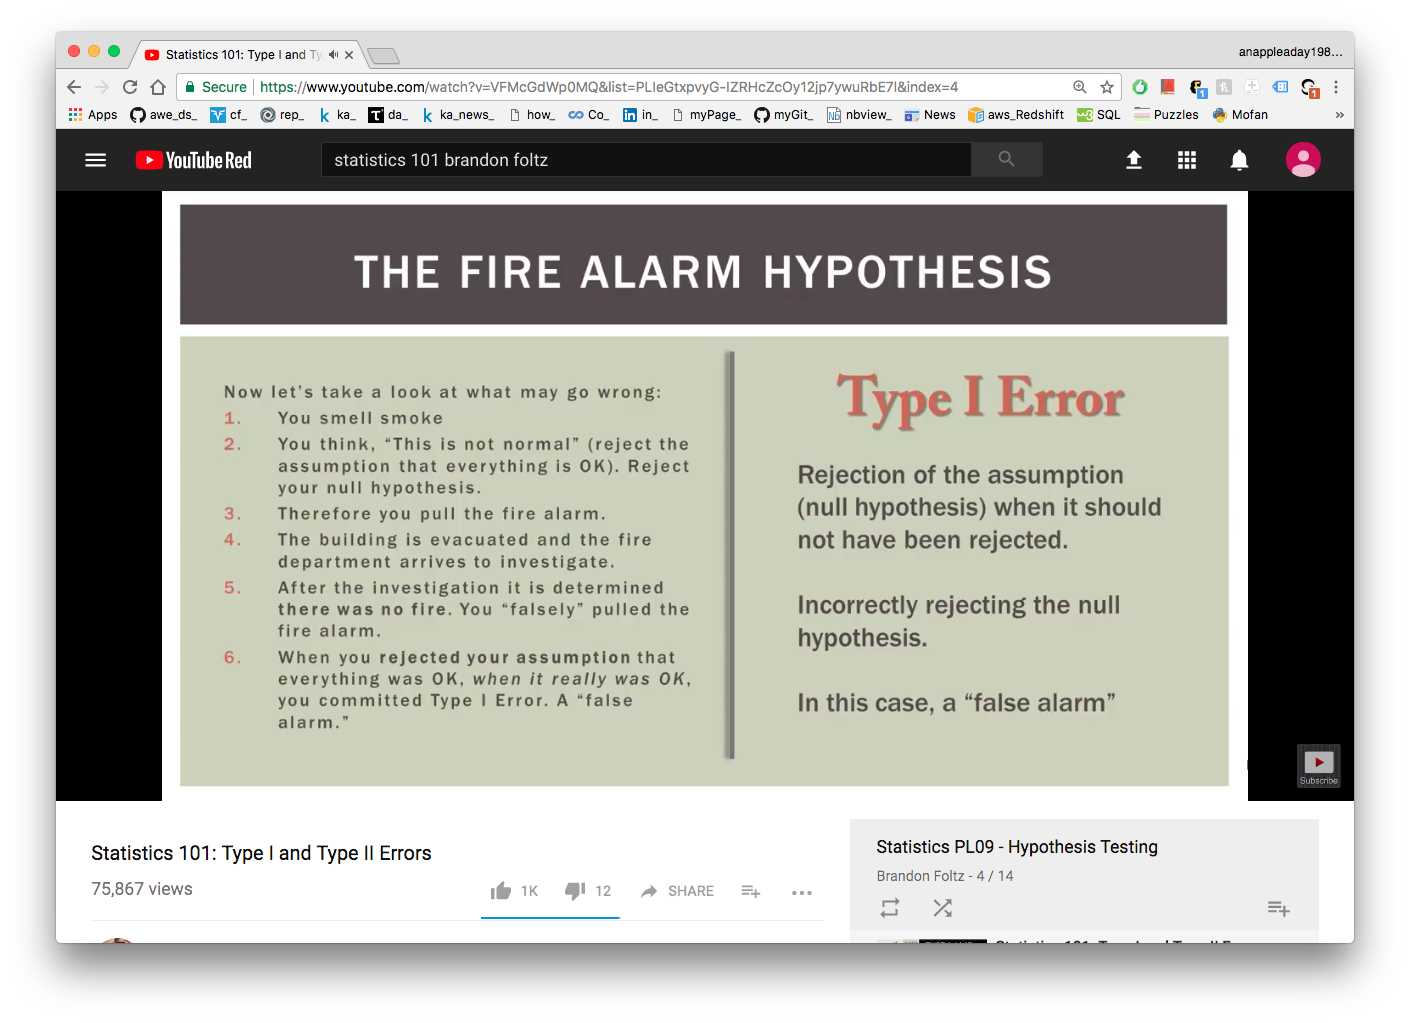 Statistics 101: Type I and Ty
anappleaday198...
Secure https://www.youtube.com/watch?v=VFMcGdWp0MQ&list=PLIeGtxpvyG-IZRHcZcOy12jp7ywuRbE7l&index=4
1
1
Apps awe_ds_ cf_ rep_ ka_ da_ ka_news_ how_ Co_ in_ myPage_ myGit_ nbview_ News aws_Redshift SQL Puzzles Mofan »
YouTube Red
statistics 101 brandon foltz
THE FIRE ALARM HYPOTHESIS
Now let's take a look at what may go wrong:
1. You smell smoke
2. You think, “This is not normal” (reject the
assumption that everything is OK). Reject
your null hypothesis.
3. Therefore you pull the fire alarm.
4. The building is evacuated and the fire
department arrives to investigate.
5. After the investigation it is determined
there was no fire. You “falsely” pulled the
fire alarm.
6. When you rejected your assumption that
everything was OK, when it really was OK,
you committed Type I Error. A “false
alarm.”
Type I Error
Rejection of the assumption
(null hypothesis) when it should
not have been rejected.
Incorrectly rejecting the null
hypothesis.
In this case, a “false alarm”
Subscribe
Statistics 101: Type I and Type II Errors
75,867 views
1K 12 SHARE
Statistics PL09 - Hypothesis Testing
Brandon Foltz - 4 / 14